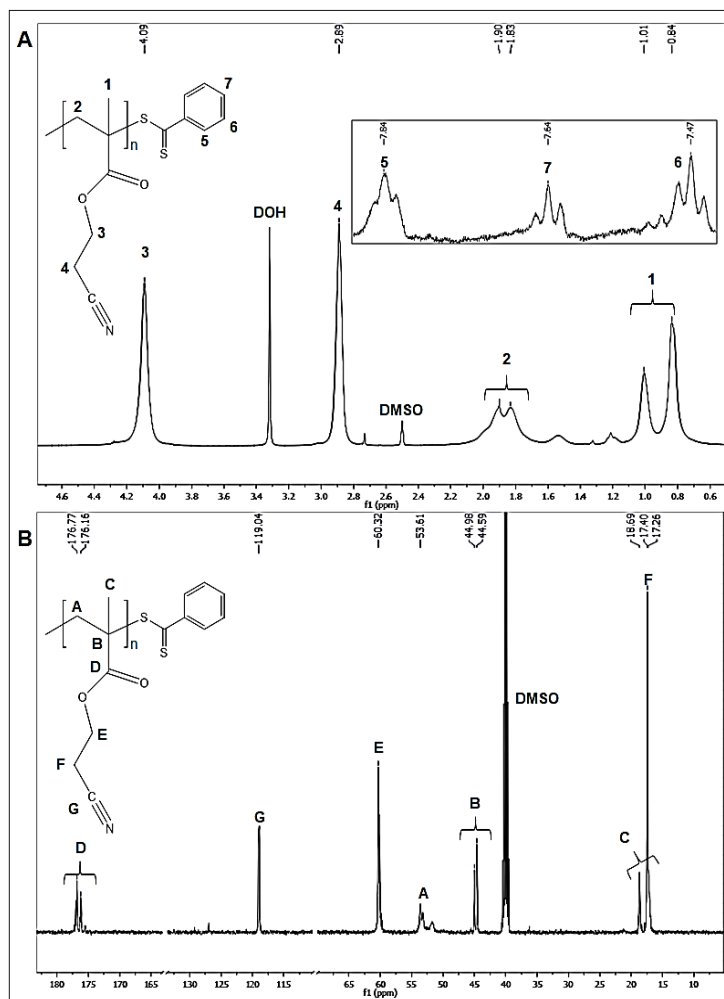 A
4.09
2.89
1.90
1.83
1.01
0.84
1
2
n
S
S
7
6
5
O
O
3
4
C
N
7.84
7.64
7.47
5
7
6
3
DOH
4
DMSO
2
1
4.6 4.4 4.2 4.0 3.8 3.6 3.4 3.2 3.0 2.8 2.6 2.4 2.2 2.0 1.8 1.6 1.4 1.2 1.0 0.8 0.6
f1 (ppm)
B
176.77
176.16
119.04
60.32
53.61
44.98
44.59
18.69
17.40
17.26
C
A
n
S
S
B
D
O
O
E
F
C
G
N
D
G
E
A
B
DMSO
C
F
180 175 170 165 130 125 120 115 110 65 60 55 50 45 40 35 30 25 20 15 10
f1 (ppm)